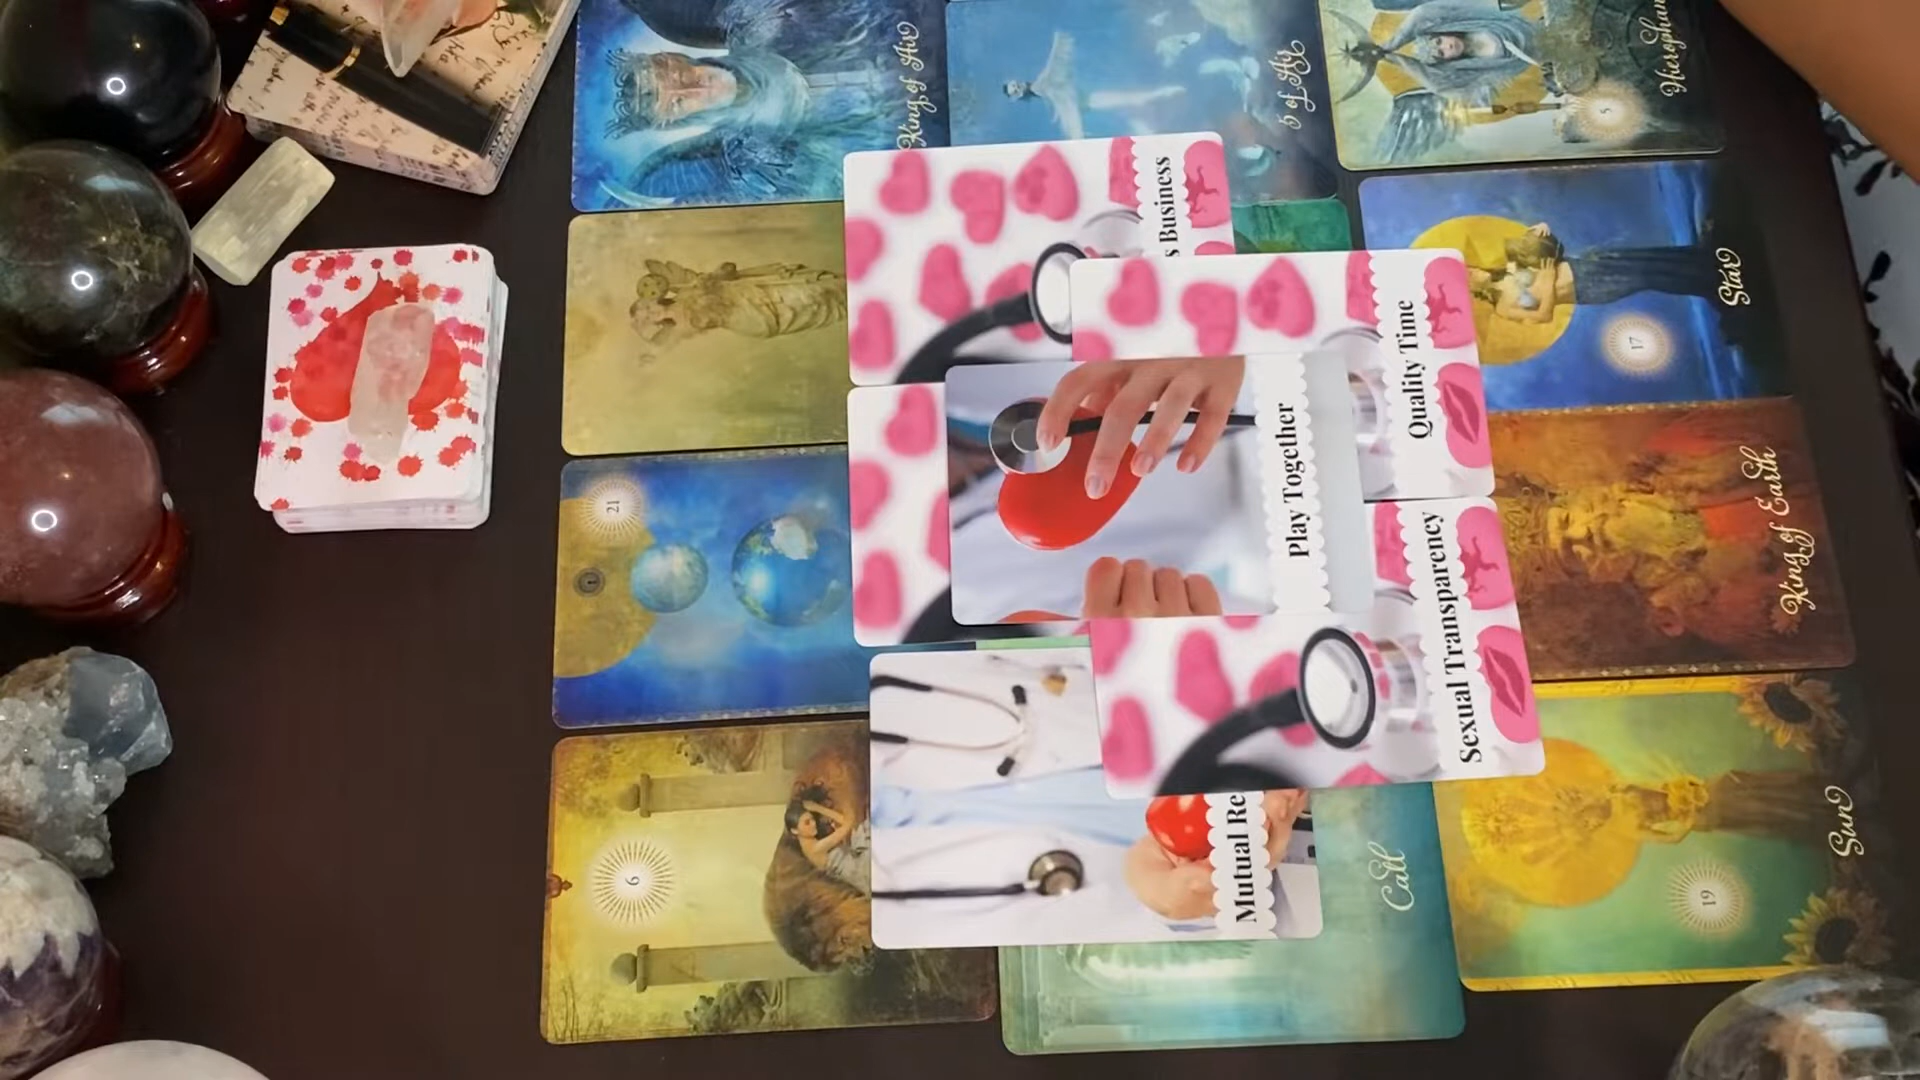 King of Air
5 of Air
Hierophan
5
s Business
Quality Time
Star
17
Play Together
King of Earth
21
Sexual Transparency
Mutual Re
6
Call
Sun
19